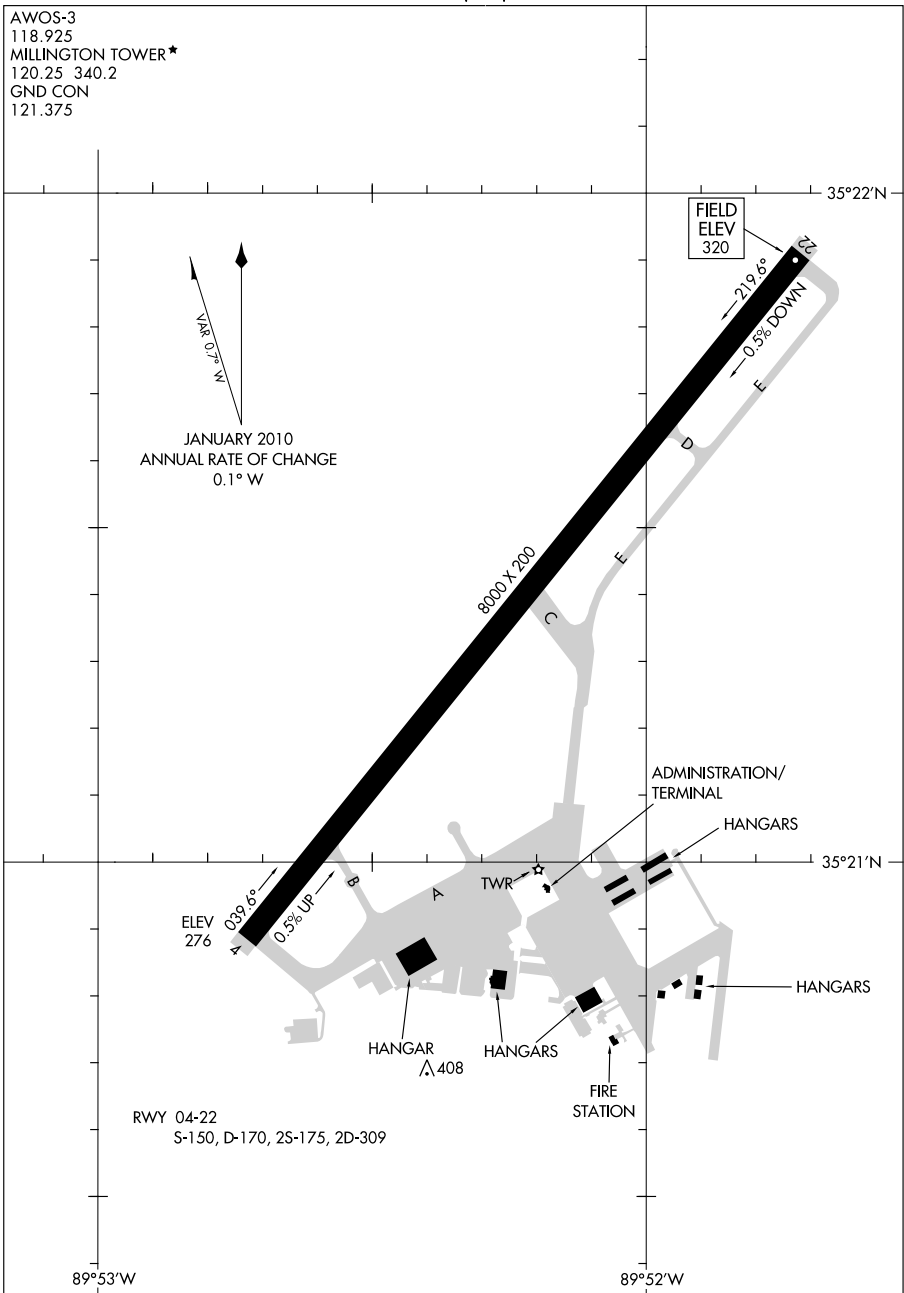 AWOS-3
118.925
MILLINGTON TOWER★
120.25 340.2
GND CON
121.375
35°22'N
FIELD
ELEV
320
22
219.6°
0.5% DOWN
VAR 0.7° W
JANUARY 2010
ANNUAL RATE OF CHANGE
0.1° W
E
D
8000 X 200
E
C
ADMINISTRATION/
TERMINAL
HANGARS
35°21'N
TWR
B
A
039.6°
0.5% UP
ELEV
276
4
HANGARS
HANGAR
HANGARS
408
FIRE
STATION
RWY 04-22
S-150, D-170, 2S-175, 2D-309
89°53'W
89°52'W